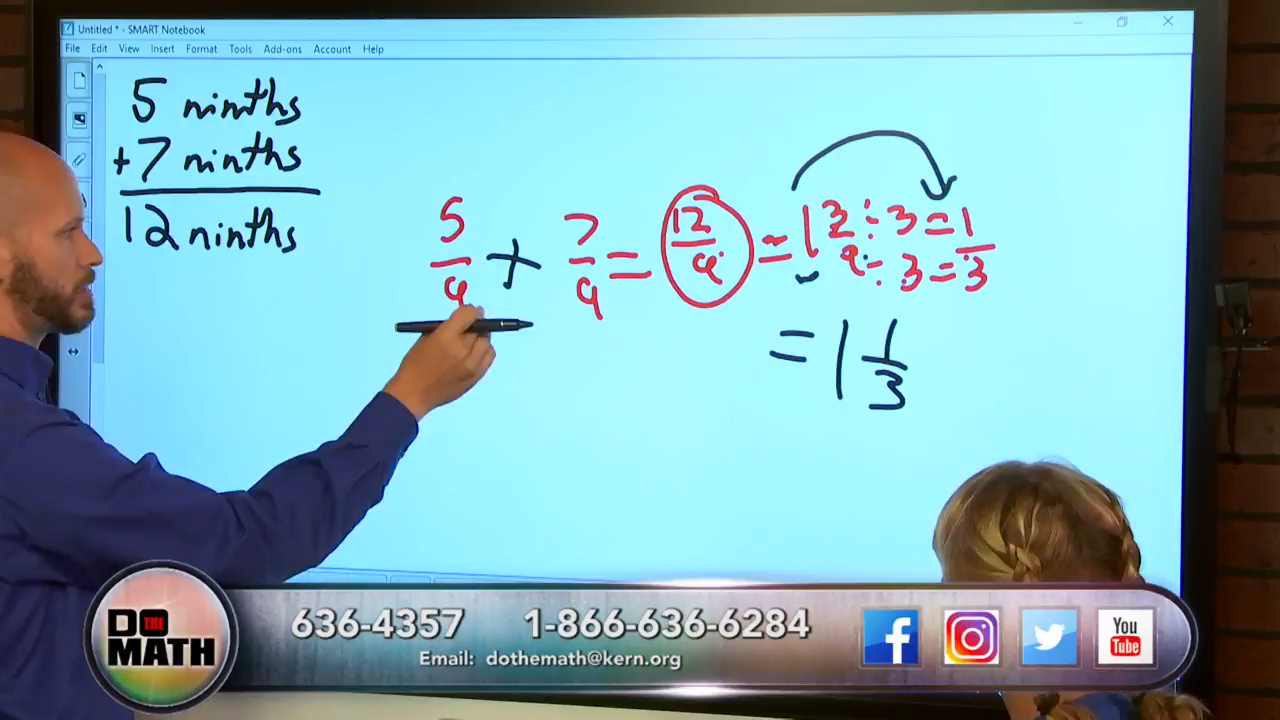 Untitled * - SMART Notebook
File Edit View Insert Format Tools Add-ons Account Help
5 ninths
+7 ninths
12 ninths
5/9 + 7/9 = 12/9 = 1 3/9 ÷ 3/3 = 1/3
= 1 1/3
DO THE MATH
636-4357 1-866-636-6284
Email: dothemath@kern.org
f
You Tube